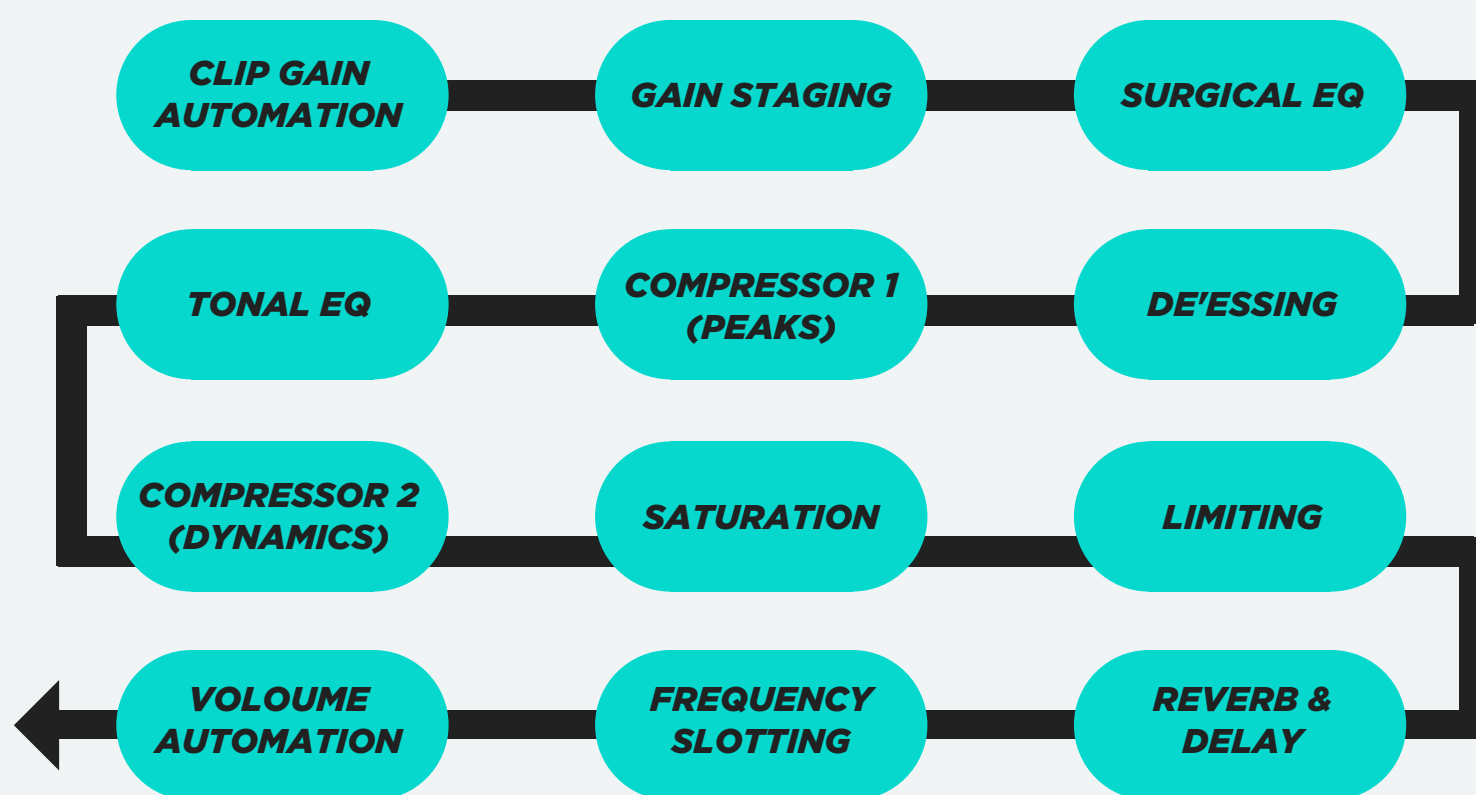 CLIP GAIN
AUTOMATION
GAIN STAGING
SURGICAL EQ
DE'ESSING
COMPRESSOR 1
(PEAKS)
TONAL EQ
COMPRESSOR 2
(DYNAMICS)
SATURATION
LIMITING
REVERB &
DELAY
FREQUENCY
SLOTTING
VOLOUME
AUTOMATION